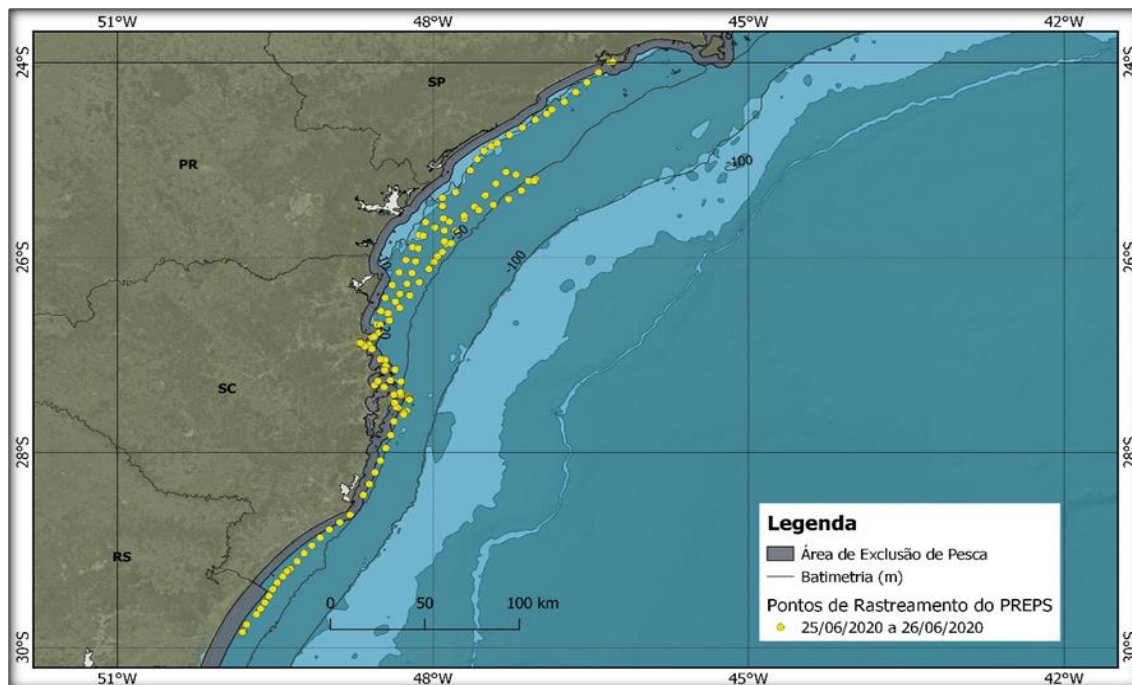 51°W 48°W 45°W 42°W
24°S 24°S
SP
PR
-100
-50
-100
26°S 26°S
SC
28°S 28°S
RS
Legenda
Área de Exclusão de Pesca
Batimetria (m)
Pontos de Rastreamento do PREPS
25/06/2020 a 26/06/2020
0 50 100 km
30°S 30°S
51°W 48°W 45°W 42°W